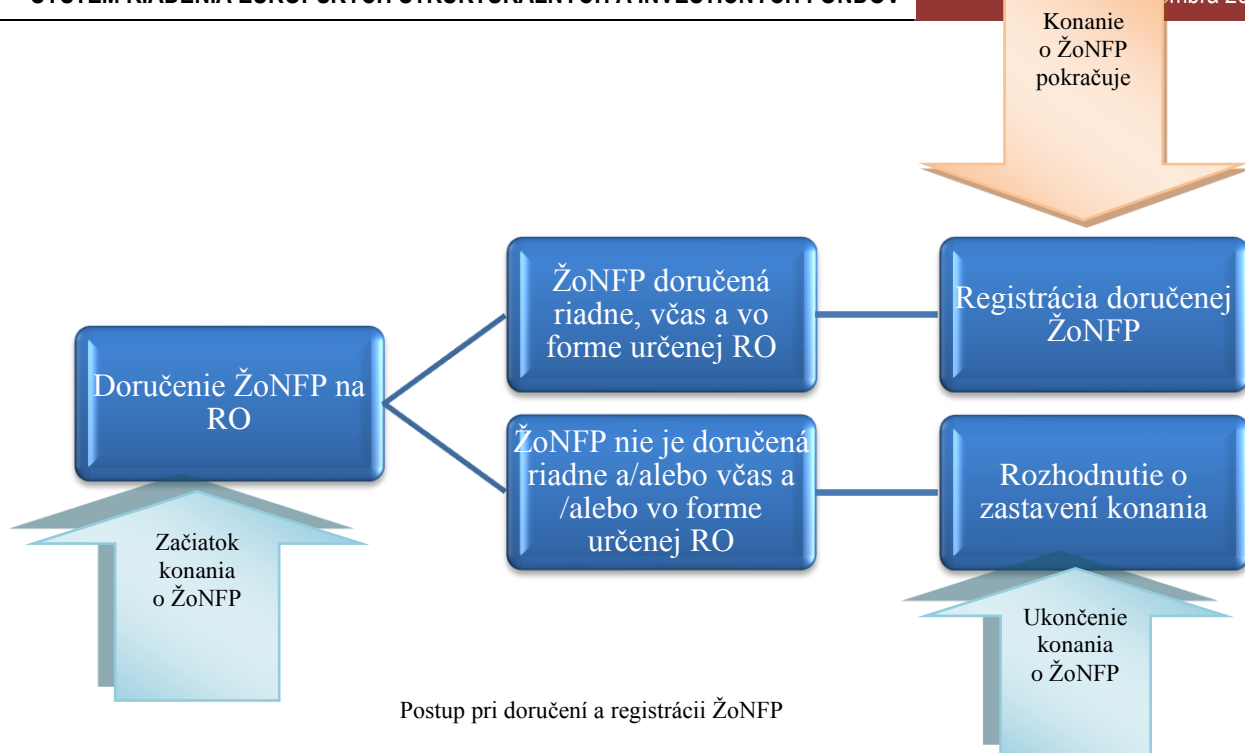 Konanie
o ŽoNFP
pokračuje
ŽoNFP doručená
riadne, včas a vo
forme určenej RO
Registrácia doručenej
ŽoNFP
Doručenie ŽoNFP na
RO
ŽoNFP nie je doručená
riadne a/alebo včas a
/alebo vo forme
určenej RO
Rozhodnutie o
zastavení konania
Začiatok
konania
o ŽoNFP
Ukončenie
konania
o ŽoNFP
Postup pri doručení a registrácii ŽoNFP